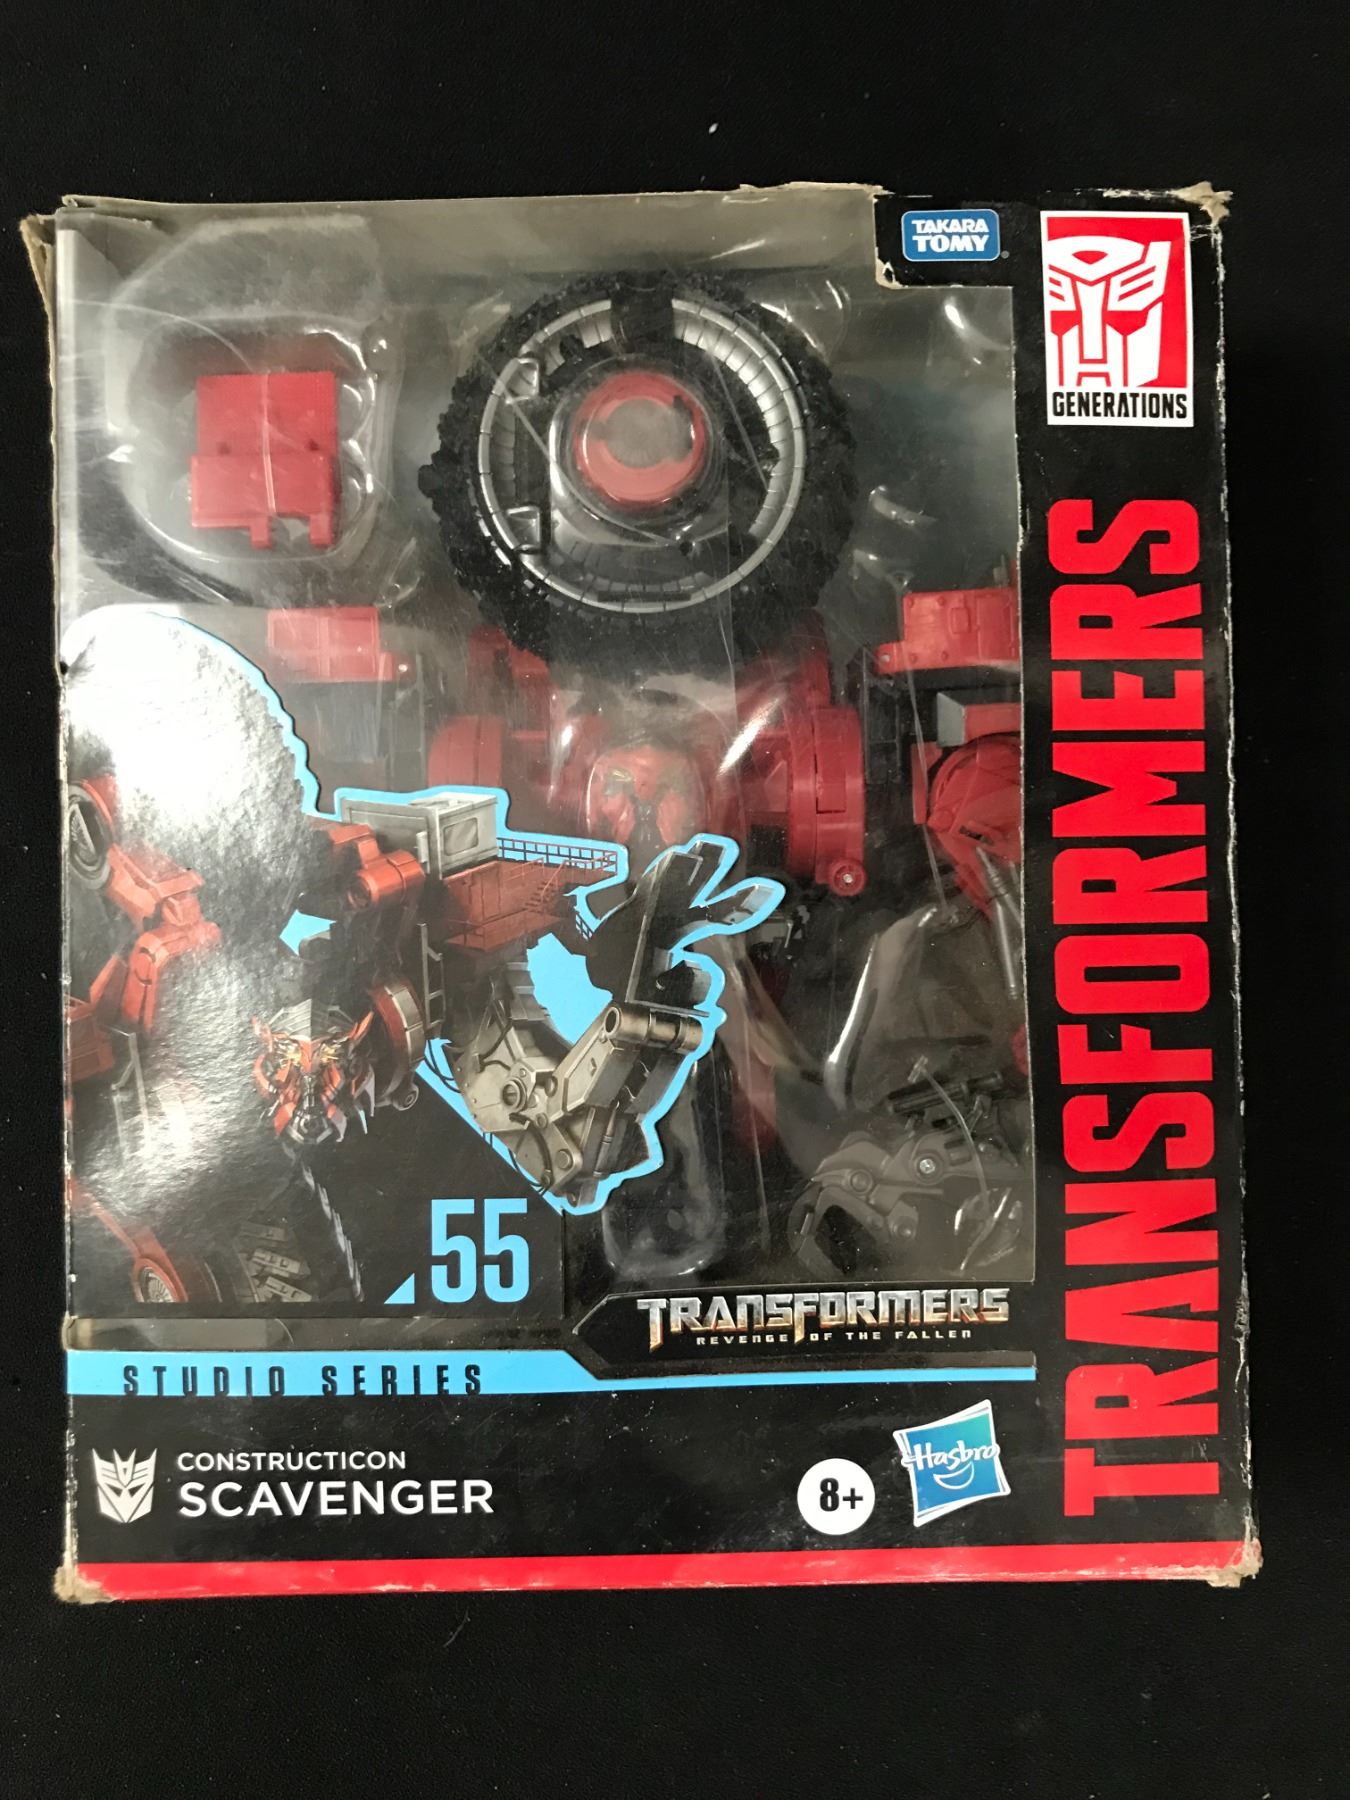 TAKARA
TOMY
GENERATIONS
TRANSFORMERS
55
TRANSFORMERS
REVENGE OF THE FALLEN
STUDIO SERIES
CONSTRUCTICON
SCAVENGER
8+
Hasbro